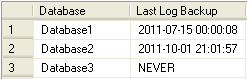 Database Last Log Backup
1 Database1 2011-07-15 00:00:08
2 Database2 2011-10-01 21:01:57
3 Database3 NEVER